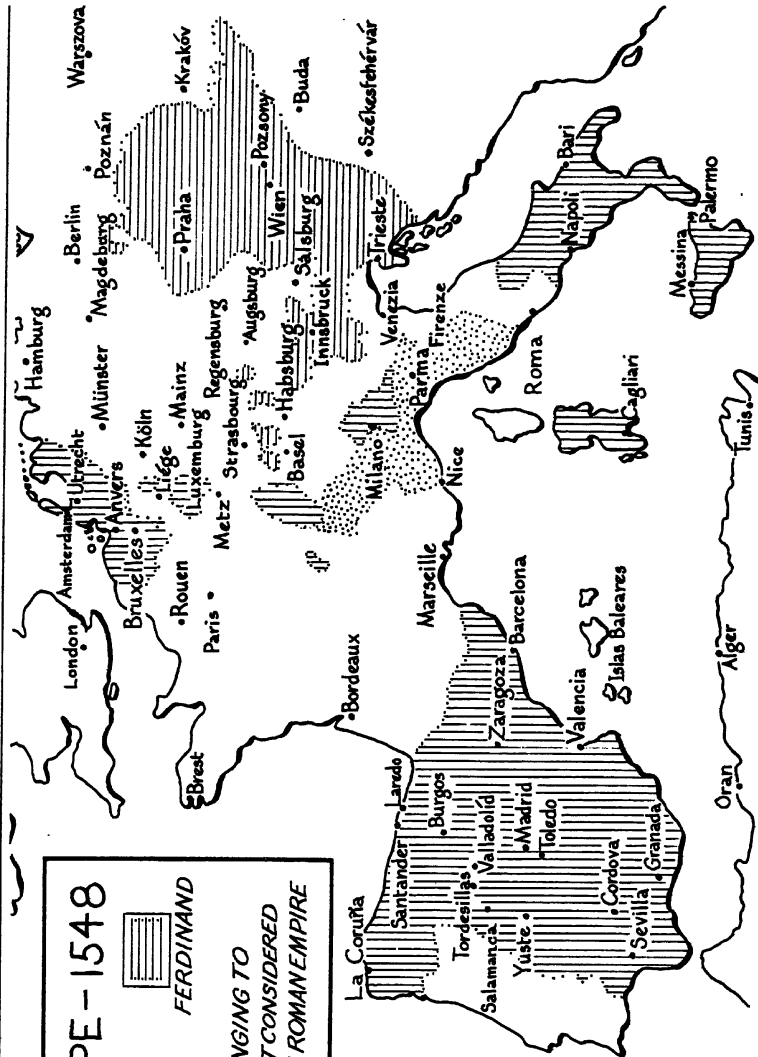 PE-1548
FERDINAND
NGING TO
T CONSIDERED
ROMAN EMPIRE
London
Amsterdam
Utrecht
Hamburg
Berlin
Warszova
Anvers
Münster
Magdeburg
Poznán
Bruxelles
Köln
Liége
Brest
Rouen
Paris
Luxemburg
Mainz
Praha
Kraków
Metz
Strasbourg
Regensburg
Augsburg
Wien
Pozsony
Basel
Habsburg
Salsburg
Buda
Innsbruck
Bordeaux
Székesfehérvár
Milano
Venezia
Trieste
La Coruña
Santander
Laredo
Marseille
Nice
Parma
Firenze
Burgos
Tordesillas
Valladolid
Zaragoza
Barcelona
Salamanca
Yuste
Madrid
Toledo
Roma
Napoli
Bari
Valencia
Islas Baleares
Cagliari
Cordova
Sevilla
Granada
Messina
Palermo
Oran
Alger
Tunis